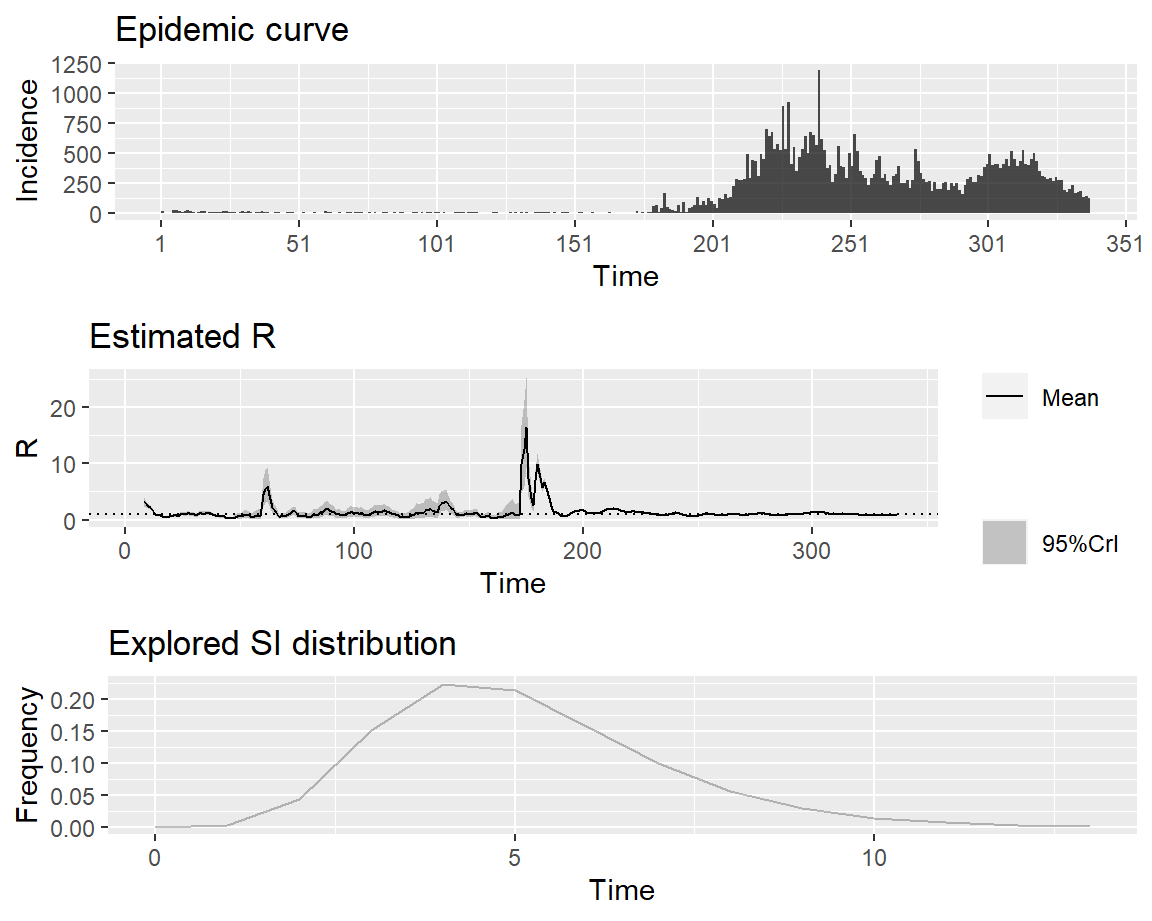 Epidemic curve
Incidence
1250
1000
750
500
250
0
1 51 101 151 201 251 301 351
Time
Estimated R
R
20
10
0
0 100 200 300
Time
Mean
95%CrI
Explored SI distribution
Frequency
0.20
0.15
0.10
0.05
0.00
0 5 10
Time